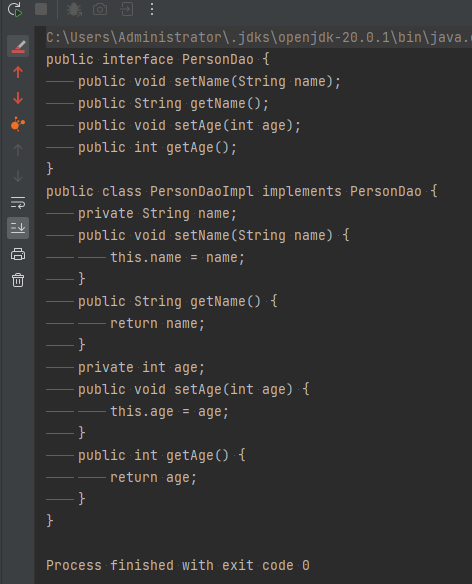 C:\Users\Administrator\.jdks\openjdk-20.0.1\bin\java.
public interface PersonDao {
    public void setName(String name);
    public String getName();
    public void setAge(int age);
    public int getAge();
}
public class PersonDaoImpl implements PersonDao {
    private String name;
    public void setName(String name) {
        this.name = name;
    }
    public String getName() {
        return name;
    }
    private int age;
    public void setAge(int age) {
        this.age = age;
    }
    public int getAge() {
        return age;
    }
}
Process finished with exit code 0